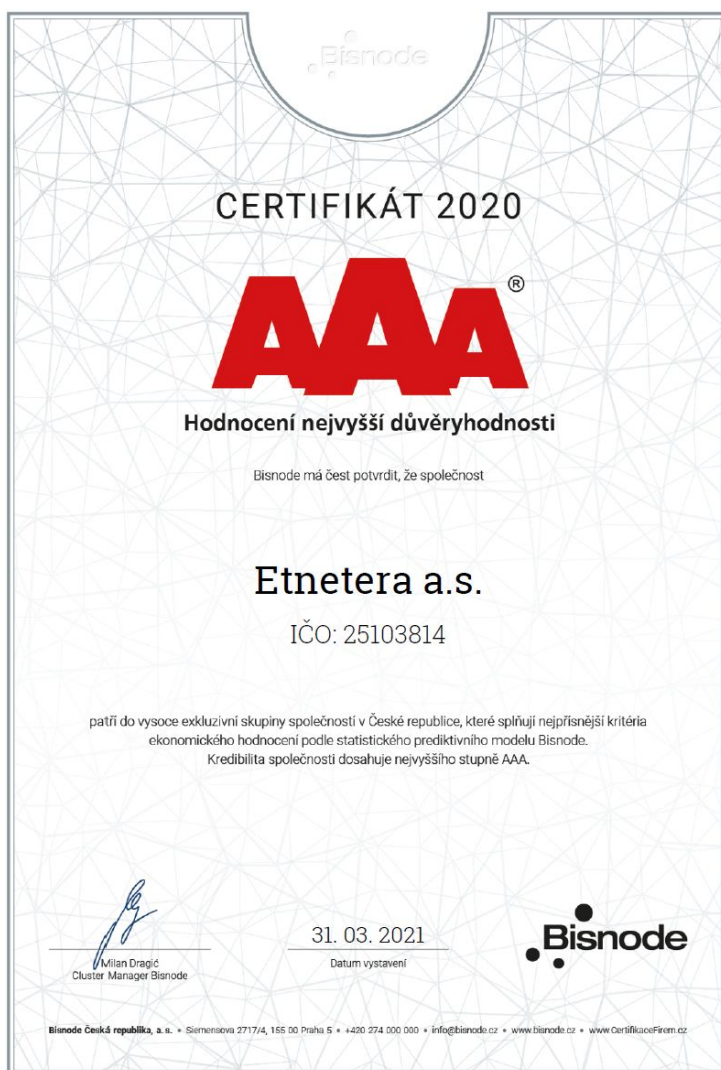 Bisnode
CERTIFIKÁT 2020
AAA®
Hodnocení nejvyšší důvěryhodnosti
Bisnode má čest potvrdit, že společnost
Etnetera a.s.
IČO: 25103814
patří do vysoce exkluzivní skupiny společností v České republice, které splňují nejpřísnější kritéria
ekonomického hodnocení podle statistického prediktivního modelu Bisnode.
Kredibilita společnosti dosahuje nejvyššího stupně AAA.
31. 03. 2021
Bisnode
Milan Dragić
Datum vystavení
Cluster Manager Bisnode
Bisnode Česká republika, a. s. • Siemensova 2717/4, 155 00 Praha 5 • +420 274 000 000 • info@bisnode.cz • www.bisnode.cz • www.CertifikaceFirem.cz